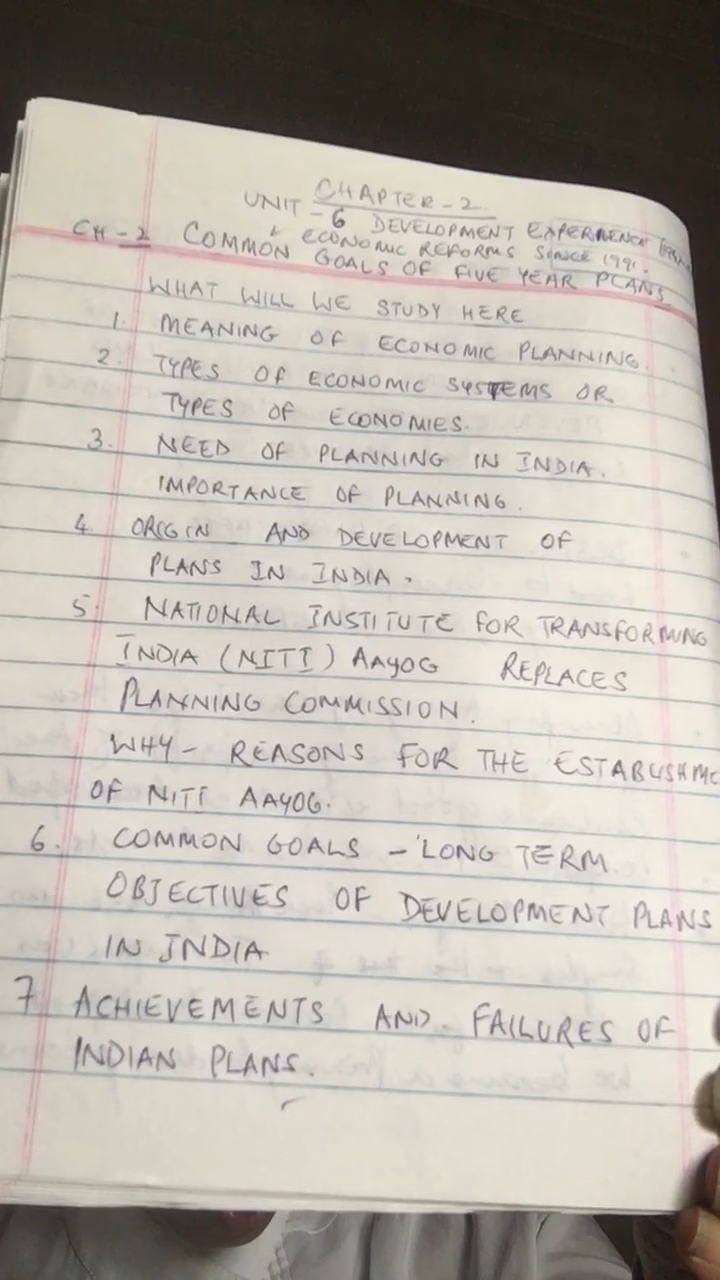 CHAPTER-2
UNIT-6 DEVELOPMENT EXPERIENCE
& ECONOMIC REFORMS SINCE 1991.
CH-2 COMMON GOALS OF FIVE YEAR PLANS
WHAT WILL WE STUDY HERE
1. MEANING OF ECONOMIC PLANNING.
2. TYPES OF ECONOMIC SYSTEMS OR
TYPES OF ECONOMIES.
3. NEED OF PLANNING IN INDIA.
IMPORTANCE OF PLANNING.
4. ORIGIN AND DEVELOPMENT OF
PLANS IN INDIA.
5. NATIONAL INSTITUTE FOR TRANSFORMING
INDIA (NITI) AAYOG REPLACES
PLANNING COMMISSION.
WHY- REASONS FOR THE ESTABLISHME
OF NITI AAYOG.
6. COMMON GOALS - LONG TERM
OBJECTIVES OF DEVELOPMENT PLANS
IN INDIA
7 ACHIEVEMENTS AND FAILURES OF
INDIAN PLANS.